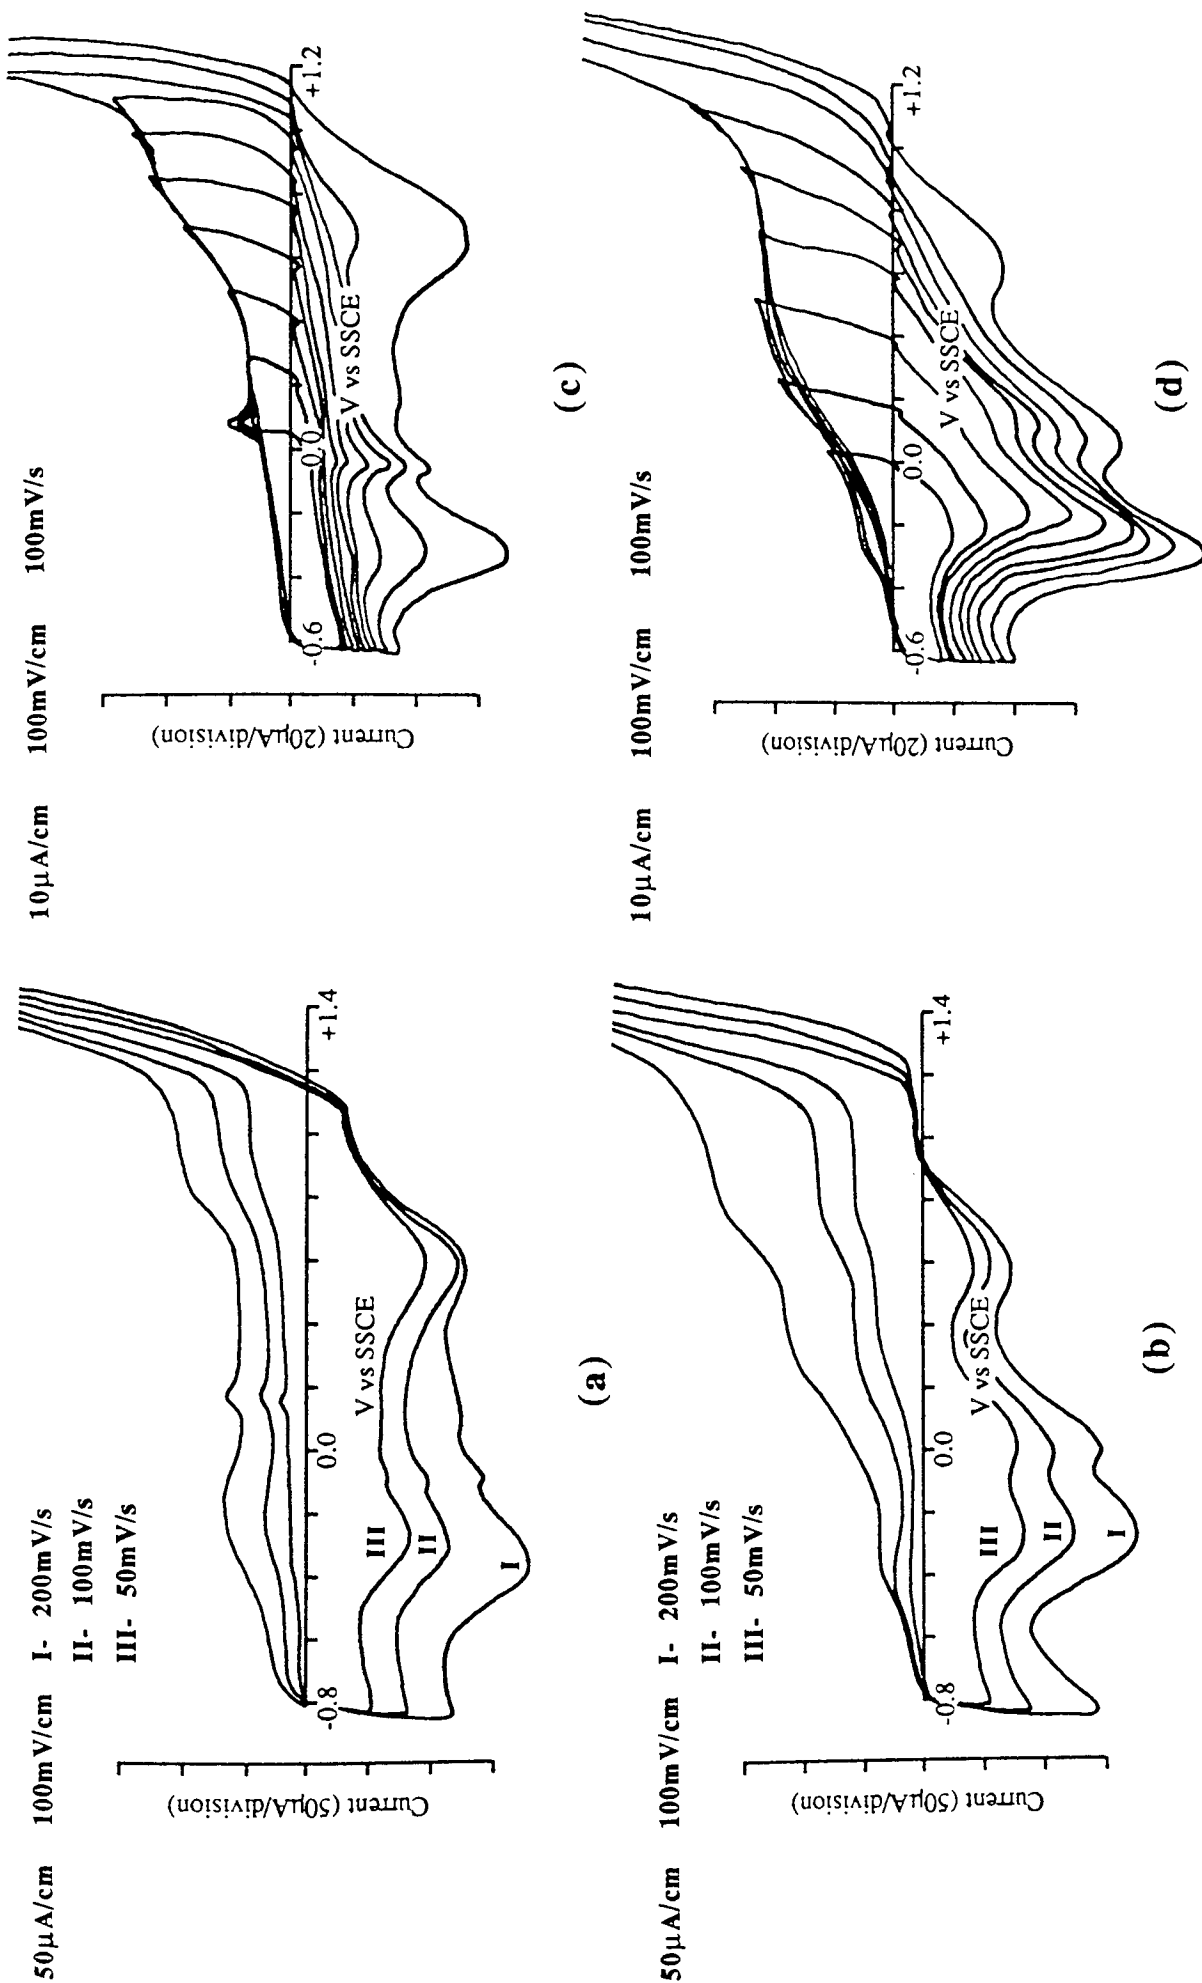 50μA/cm 100mV/cm I- 200mV/s
II- 100mV/s
III- 50mV/s
Current (50μA/division)
-0.8
0.0
+1.4
V vs SSCE
III
II
I
(a)
50μA/cm 100mV/cm I- 200mV/s
II- 100mV/s
III- 50mV/s
Current (50μA/division)
-0.8
0.0
+1.4
V vs SSCE
III
II
I
(b)
10μA/cm 100mV/cm 100mV/s
Current (20μA/division)
-0.6
0.0
+1.2
V vs SSCE
(c)
10μA/cm 100mV/cm 100mV/s
Current (20μA/division)
-0.6
0.0
+1.2
V vs SSCE
(d)